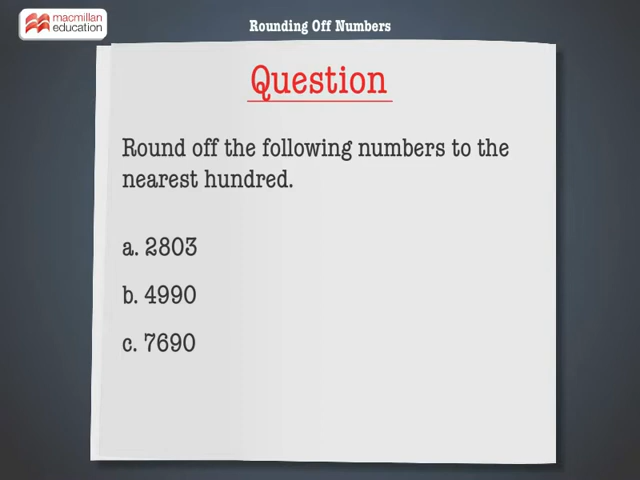 macmillan
education
Rounding Off Numbers
Question
Round off the following numbers to the
nearest hundred.
a. 2803
b. 4990
c. 7690